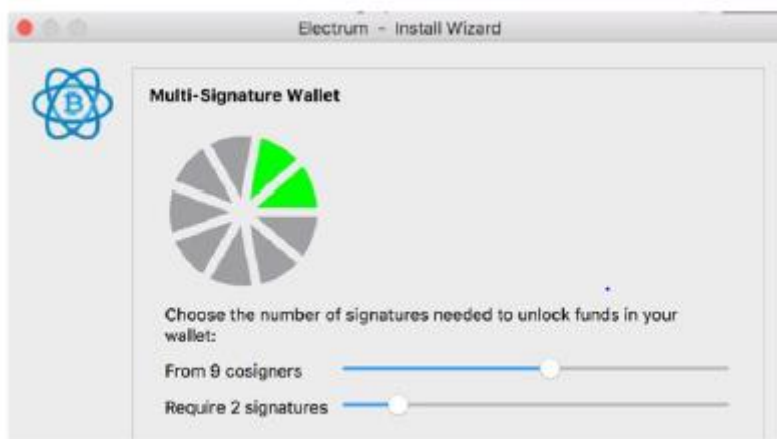 Electrum - Install Wizard
Multi-Signature Wallet
Choose the number of signatures needed to unlock funds in your
wallet:
From 9 cosigners
Require 2 signatures